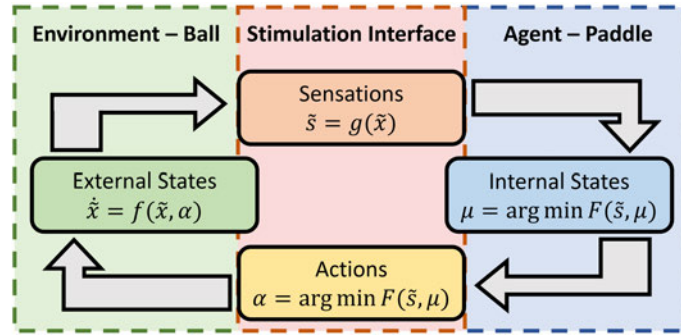 Environment – Ball
Stimulation Interface
Agent – Paddle
Sensations
s̃ = g(x̃)
External States
ẋ̃ = f(x̃, α)
Internal States
μ = arg min F(s̃, μ)
Actions
α = arg min F(s̃, μ)